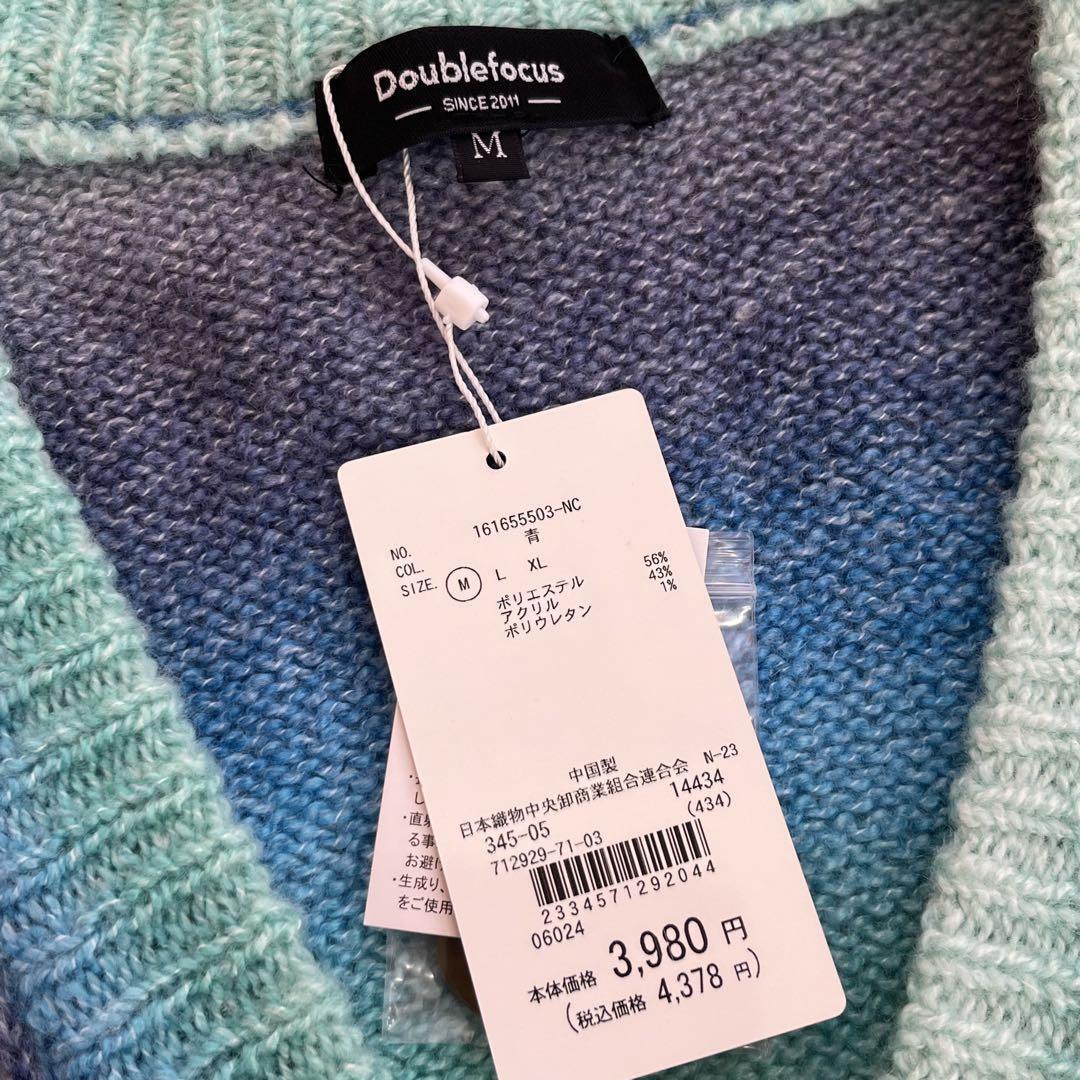 Doublefocus
SINCE 2011
M
161655503-NC
NO.
COL. 青
SIZE. M L XL
ポリエステル 56%
アクリル 43%
ポリウレタン 1%
中国製
日本織物中央卸商業組合連合会 N-23
345-05 14434
712929-71-03 (434)
2334571292044
06024
本体価格 3,980 円
(税込価格 4,378 円)
し
・直射
る事
お避け
・生成り、
をご使用